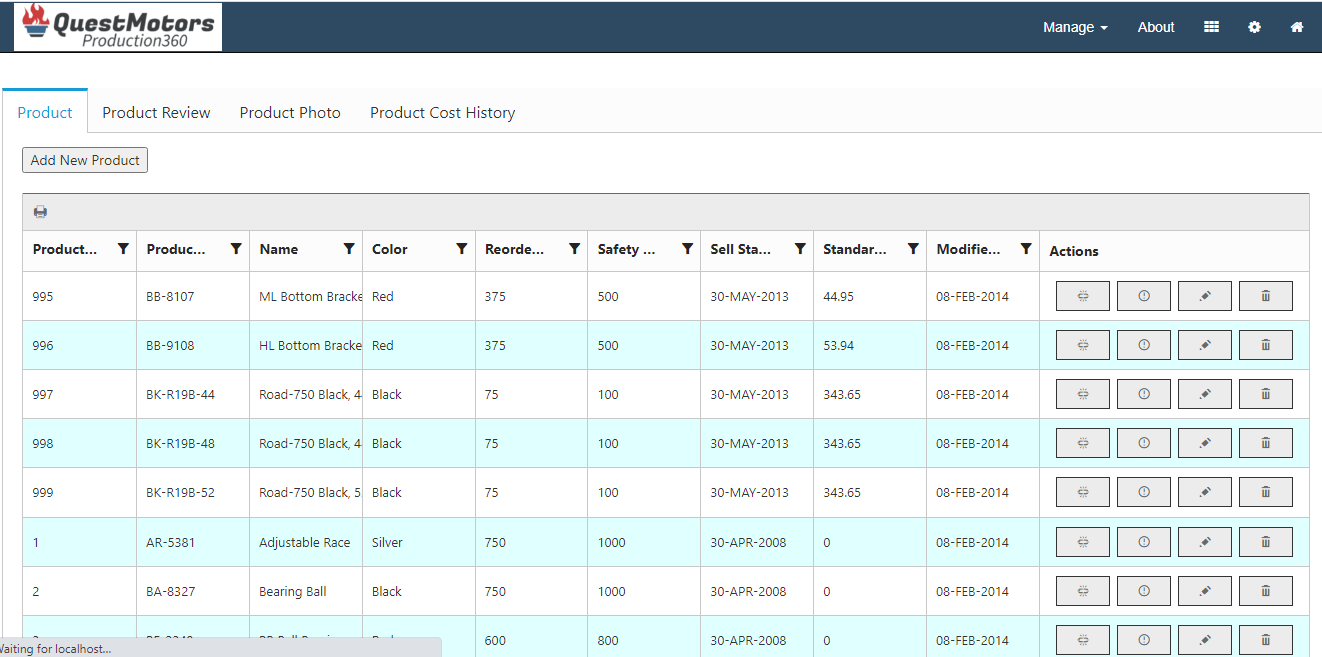 QuestMotors
Production360
Manage About
Product Product Review Product Photo Product Cost History
Add New Product
Product... Produc... Name Color Reorde... Safety ... Sell Sta... Standar... Modifie... Actions
995 BB-8107 ML Bottom Bracke Red 375 500 30-MAY-2013 44.95 08-FEB-2014
996 BB-9108 HL Bottom Bracke Red 375 500 30-MAY-2013 53.94 08-FEB-2014
997 BK-R19B-44 Road-750 Black, 4 Black 75 100 30-MAY-2013 343.65 08-FEB-2014
998 BK-R19B-48 Road-750 Black, 4 Black 75 100 30-MAY-2013 343.65 08-FEB-2014
999 BK-R19B-52 Road-750 Black, 5 Black 75 100 30-MAY-2013 343.65 08-FEB-2014
1 AR-5381 Adjustable Race Silver 750 1000 30-APR-2008 0 08-FEB-2014
2 BA-8327 Bearing Ball Black 750 1000 30-APR-2008 0 08-FEB-2014
600 800 30-APR-2008 0 08-FEB-2014
Waiting for localhost...